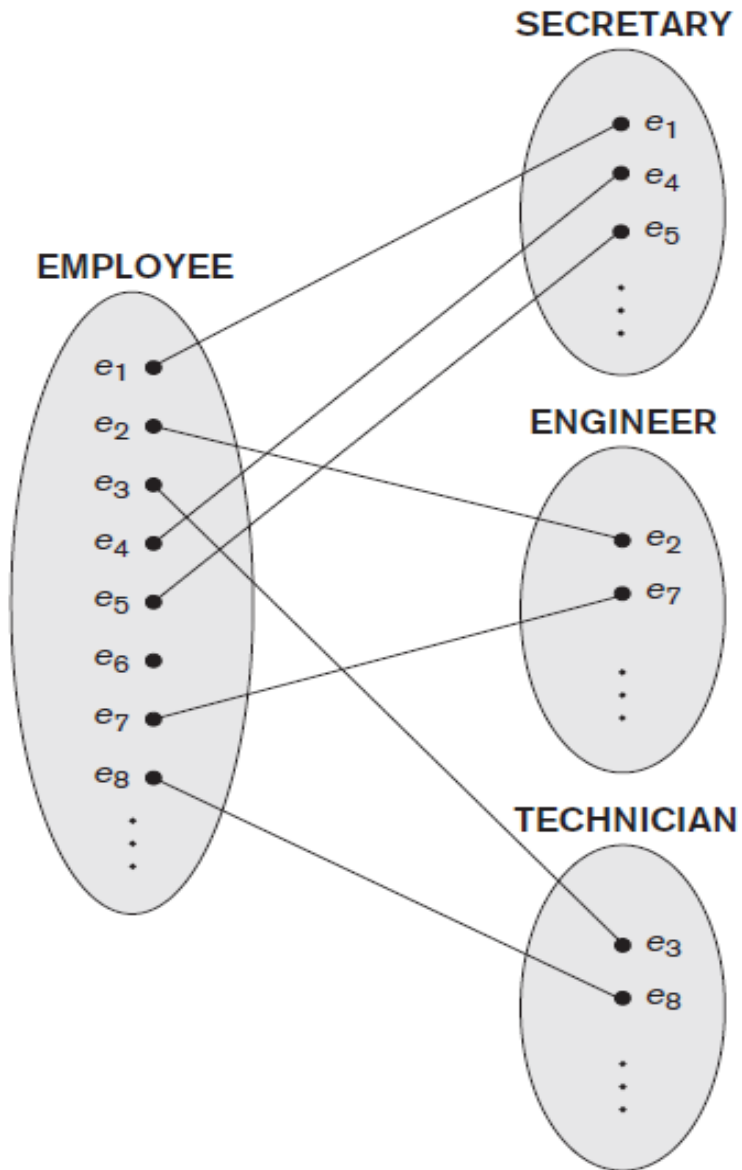 SECRETARY
e₁
e₄
e₅
EMPLOYEE
e₁
e₂
e₃
e₄
e₅
e₆
e₇
e₈
ENGINEER
e₂
e₇
TECHNICIAN
e₃
e₈